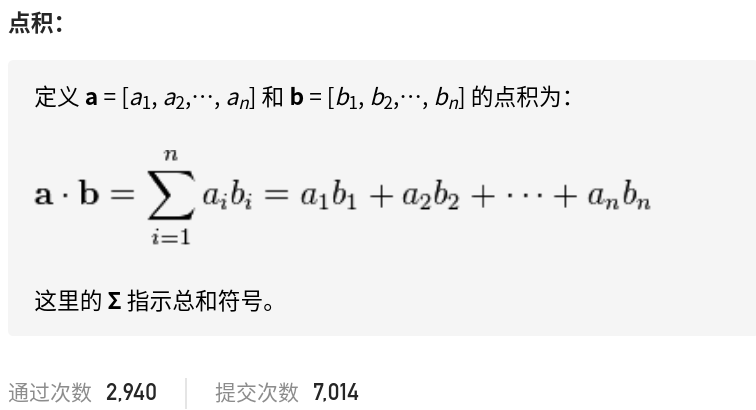 点积：
定义 a = [a₁, a₂,⋯, aₙ] 和 b = [b₁, b₂,⋯, bₙ] 的点积为：
a · b = ∑ⁿᵢ₌₁ aᵢbᵢ = a₁b₁ + a₂b₂ + ⋯ + aₙbₙ
这里的 Σ 指示总和符号。
通过次数 2,940 提交次数 7,014